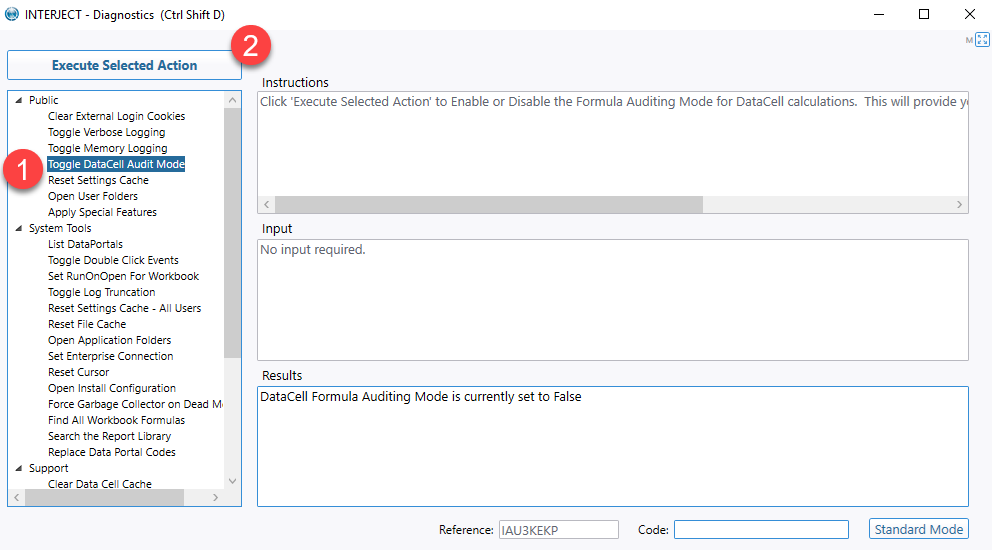 INTERJECT - Diagnostics (Ctrl Shift D)
M
2
Execute Selected Action
1
Public
Clear External Login Cookies
Toggle Verbose Logging
Toggle Memory Logging
Toggle DataCell Audit Mode
Reset Settings Cache
Open User Folders
Apply Special Features
System Tools
List DataPortals
Toggle Double Click Events
Set RunOnOpen For Workbook
Toggle Log Truncation
Reset Settings Cache - All Users
Reset File Cache
Open Application Folders
Set Enterprise Connection
Reset Cursor
Open Install Configuration
Force Garbage Collector on Dead M
Find All Workbook Formulas
Search the Report Library
Replace Data Portal Codes
Support
Clear Data Cell Cache
Instructions
Click 'Execute Selected Action' to Enable or Disable the Formula Auditing Mode for DataCell calculations. This will provide y
Input
No input required.
Results
DataCell Formula Auditing Mode is currently set to False
Reference: IAU3KEKP Code: Standard Mode